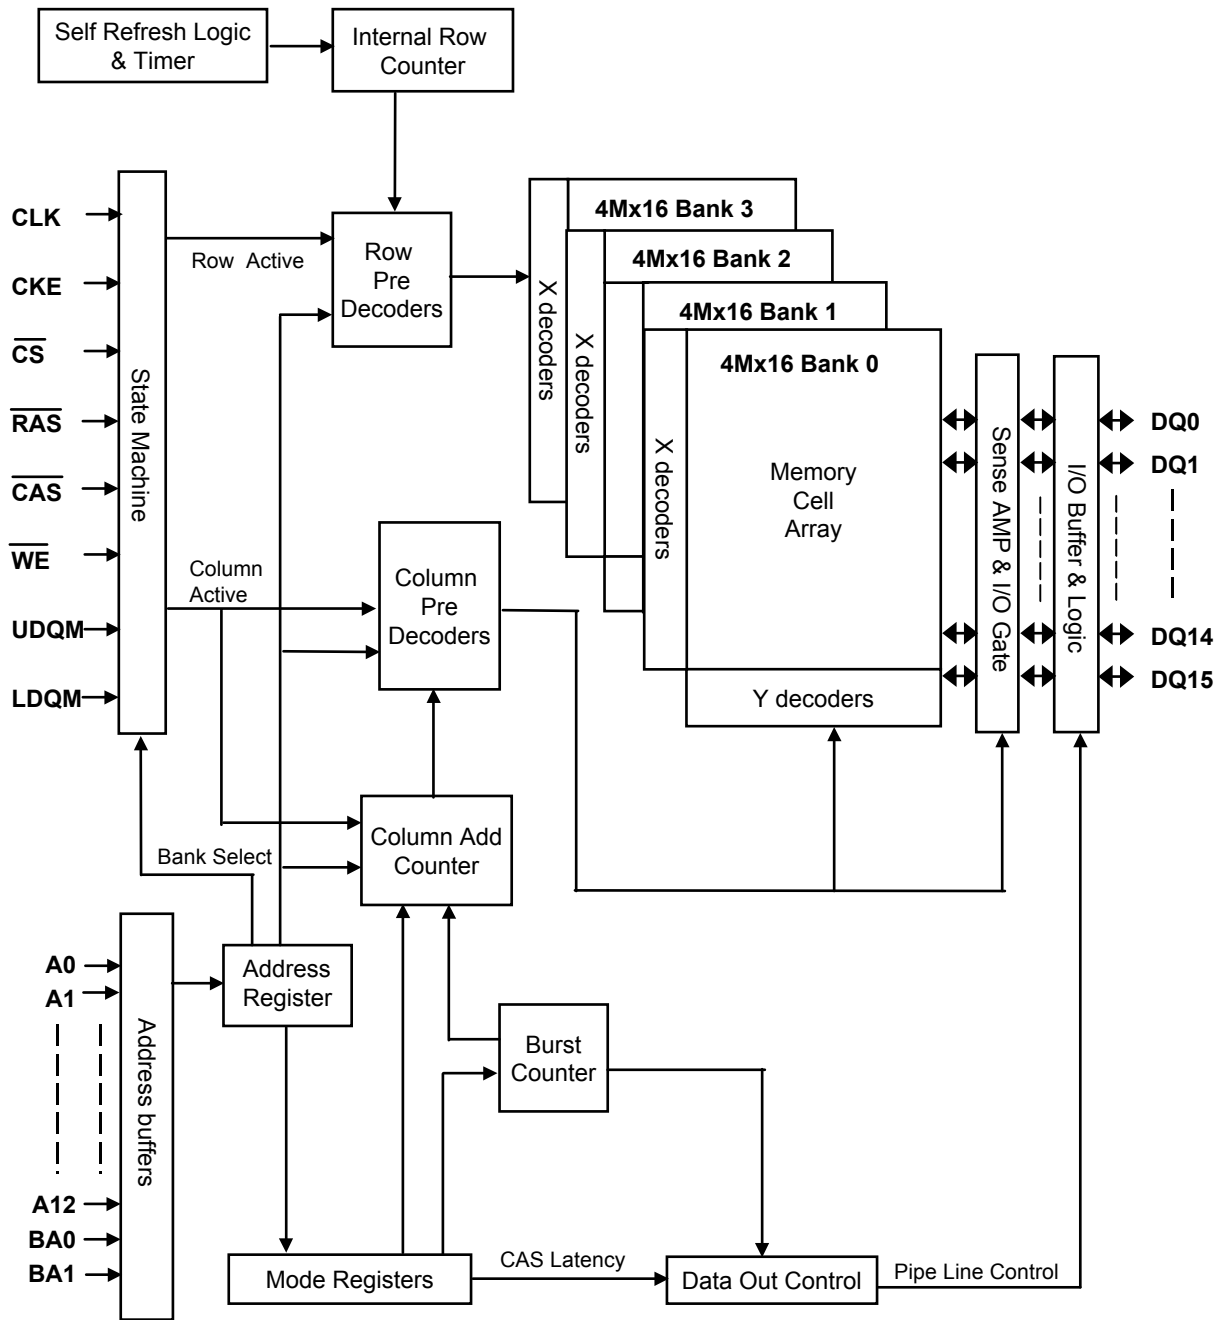 Self Refresh Logic
& Timer
Internal Row
Counter
CLK
CKE
CS
RAS
CAS
WE
UDQM
LDQM
State Machine
Row Active
Row
Pre
Decoders
4Mx16 Bank 3
4Mx16 Bank 2
4Mx16 Bank 1
4Mx16 Bank 0
X decoders
X decoders
X decoders
Memory
Cell
Array
Y decoders
Sense AMP & I/O Gate
I/O Buffer & Logic
DQ0
DQ1
DQ14
DQ15
Column
Active
Column
Pre
Decoders
Column Add
Counter
Bank Select
A0
A1
A12
BA0
BA1
Address buffers
Address
Register
Burst
Counter
Mode Registers
CAS Latency
Data Out Control
Pipe Line Control